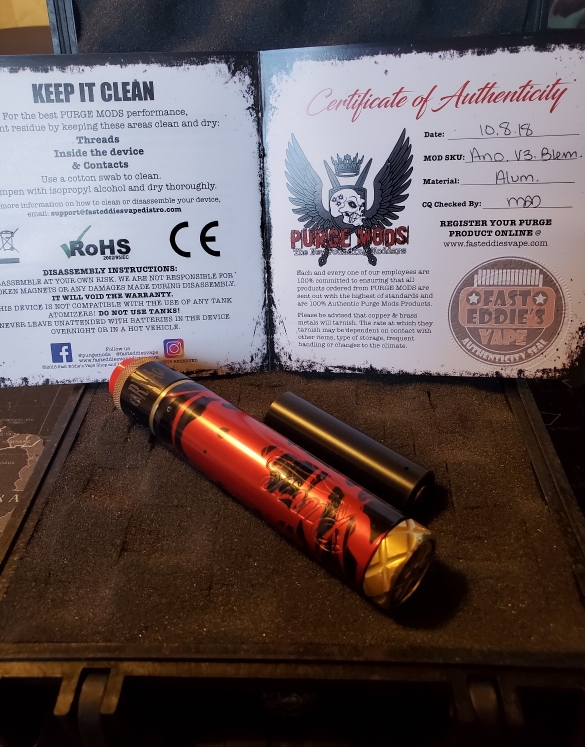 KEEP IT CLEAN
For the best PURGE MODS performance,
nt residue by keeping these areas clean and dry:
Threads
Inside the device
& Contacts
Use a cotton swab to clean.
mpen with isopropyl alcohol and dry thoroughly.
more information on how to clean or disassemble your device,
email: support@fasteddiesvapedistro.com
RoHS
2002/95/EC
CE
DISASSEMBLY INSTRUCTIONS:
ASSEMBLE AT YOUR OWN RISK. WE ARE NOT RESPONSIBLE FOR
OKEN MAGNETS OR ANY DAMAGES MADE DURING DISASSEMBLY.
IT WILL VOID THE WARRANTY.
THIS DEVICE IS NOT COMPATIBLE WITH THE USE OF ANY TANK
ATOMIZERS! DO NOT USE TANKS!
NEVER LEAVE UNATTENDED WITH BATTERIES IN THE DEVICE
OVERNIGHT OR IN A HOT VEHICLE.
Follow us
@purgemods @fasteddiesvape
Certificate of Authenticity
Date: 10.8.18
MOD SKU: Ano. V3. Blem.
Material: Alum.
CQ Checked By:
PURGE MODS
REGISTER YOUR PURGE
PRODUCT ONLINE @
www.fasteddiesvape.com
Each and every one of our employees are
100% committed to ensuring that all
products ordered from PURGE MODS are
sent out with the highest of standards and
are 100% Authentic Purge Mods Products.
Please be advised that copper & brass
metals will tarnish. The rate at which they
tarnish may be dependent on contact with
other items, type of storage, frequent
handling or changes to the climate.
FAST
EDDIE'S
VAPE
AUTHENTICITY SEAL